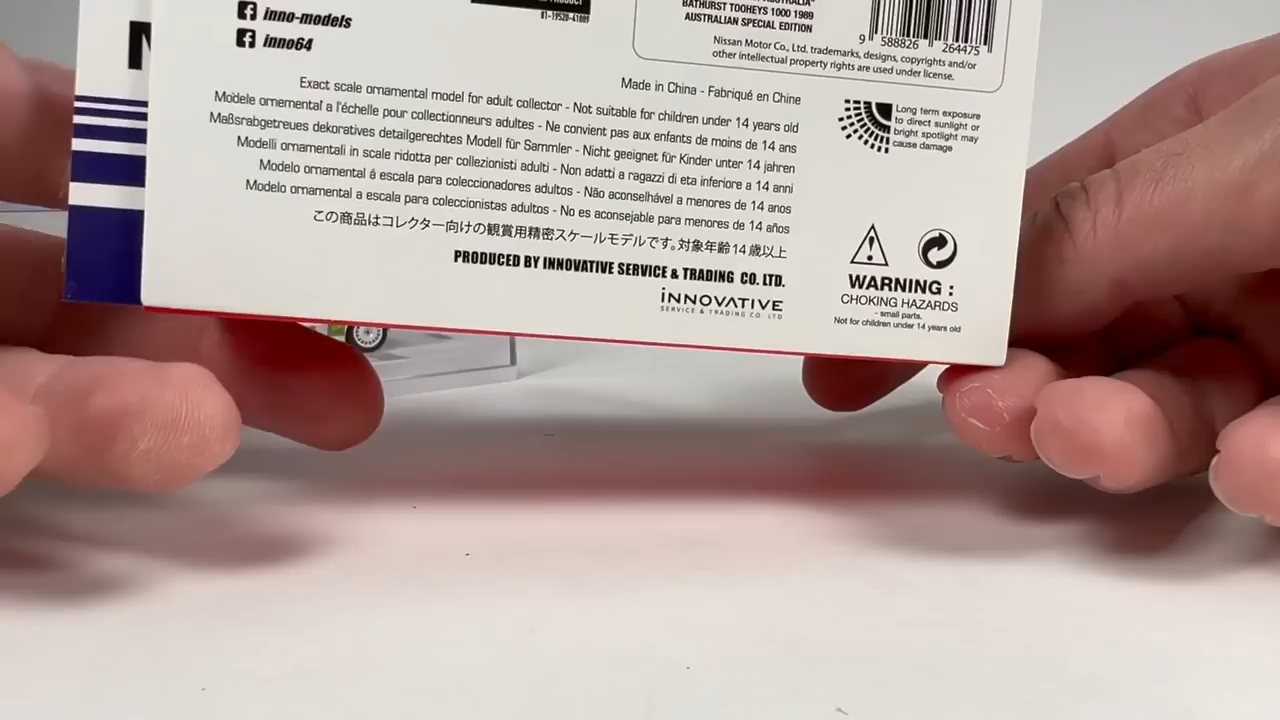 inno-models
inno64
PRODUCT
81-19520-41889
AUSTRALIA"
BATHURST TOOHEYS 1000 1989
AUSTRALIAN SPECIAL EDITION
9 588826 264475
Nissan Motor Co., Ltd. trademarks, designs, copyrights and/or
other intellectual property rights are used under license.
Made in China - Fabriqué en Chine
Exact scale ornamental model for adult collector - Not suitable for children under 14 years old
Modèle ornemental a l'échelle pour collectionneurs adultes - Ne convient pas aux enfants de moins de 14 ans
Maßsrabgetreues dekoratives detailgerechtes Modell für Sammler - Nicht geeignet für Kinder unter 14 jahren
Modelli ornamentali in scale ridotta per collezionisti adulti - Non adatti a ragazzi di eta inferiore a 14 anni
Modelo ornamental á escala para coleccionadores adultos - Não aconselhável a menores de 14 anos
Modelo ornamental a escala para coleccionistas adultos - No es aconsejable para menores de 14 años
この商品はコレクター向けの観賞用精密スケールモデルです。対象年齢14歳以上
PRODUCED BY INNOVATIVE SERVICE & TRADING CO. LTD.
INNOVATIVE
SERVICE & TRADING CO LTD
Long term exposure
to direct sunlight or
bright spotlight may
cause damage
WARNING :
CHOKING HAZARDS
- small parts.
Not for children under 14 years old